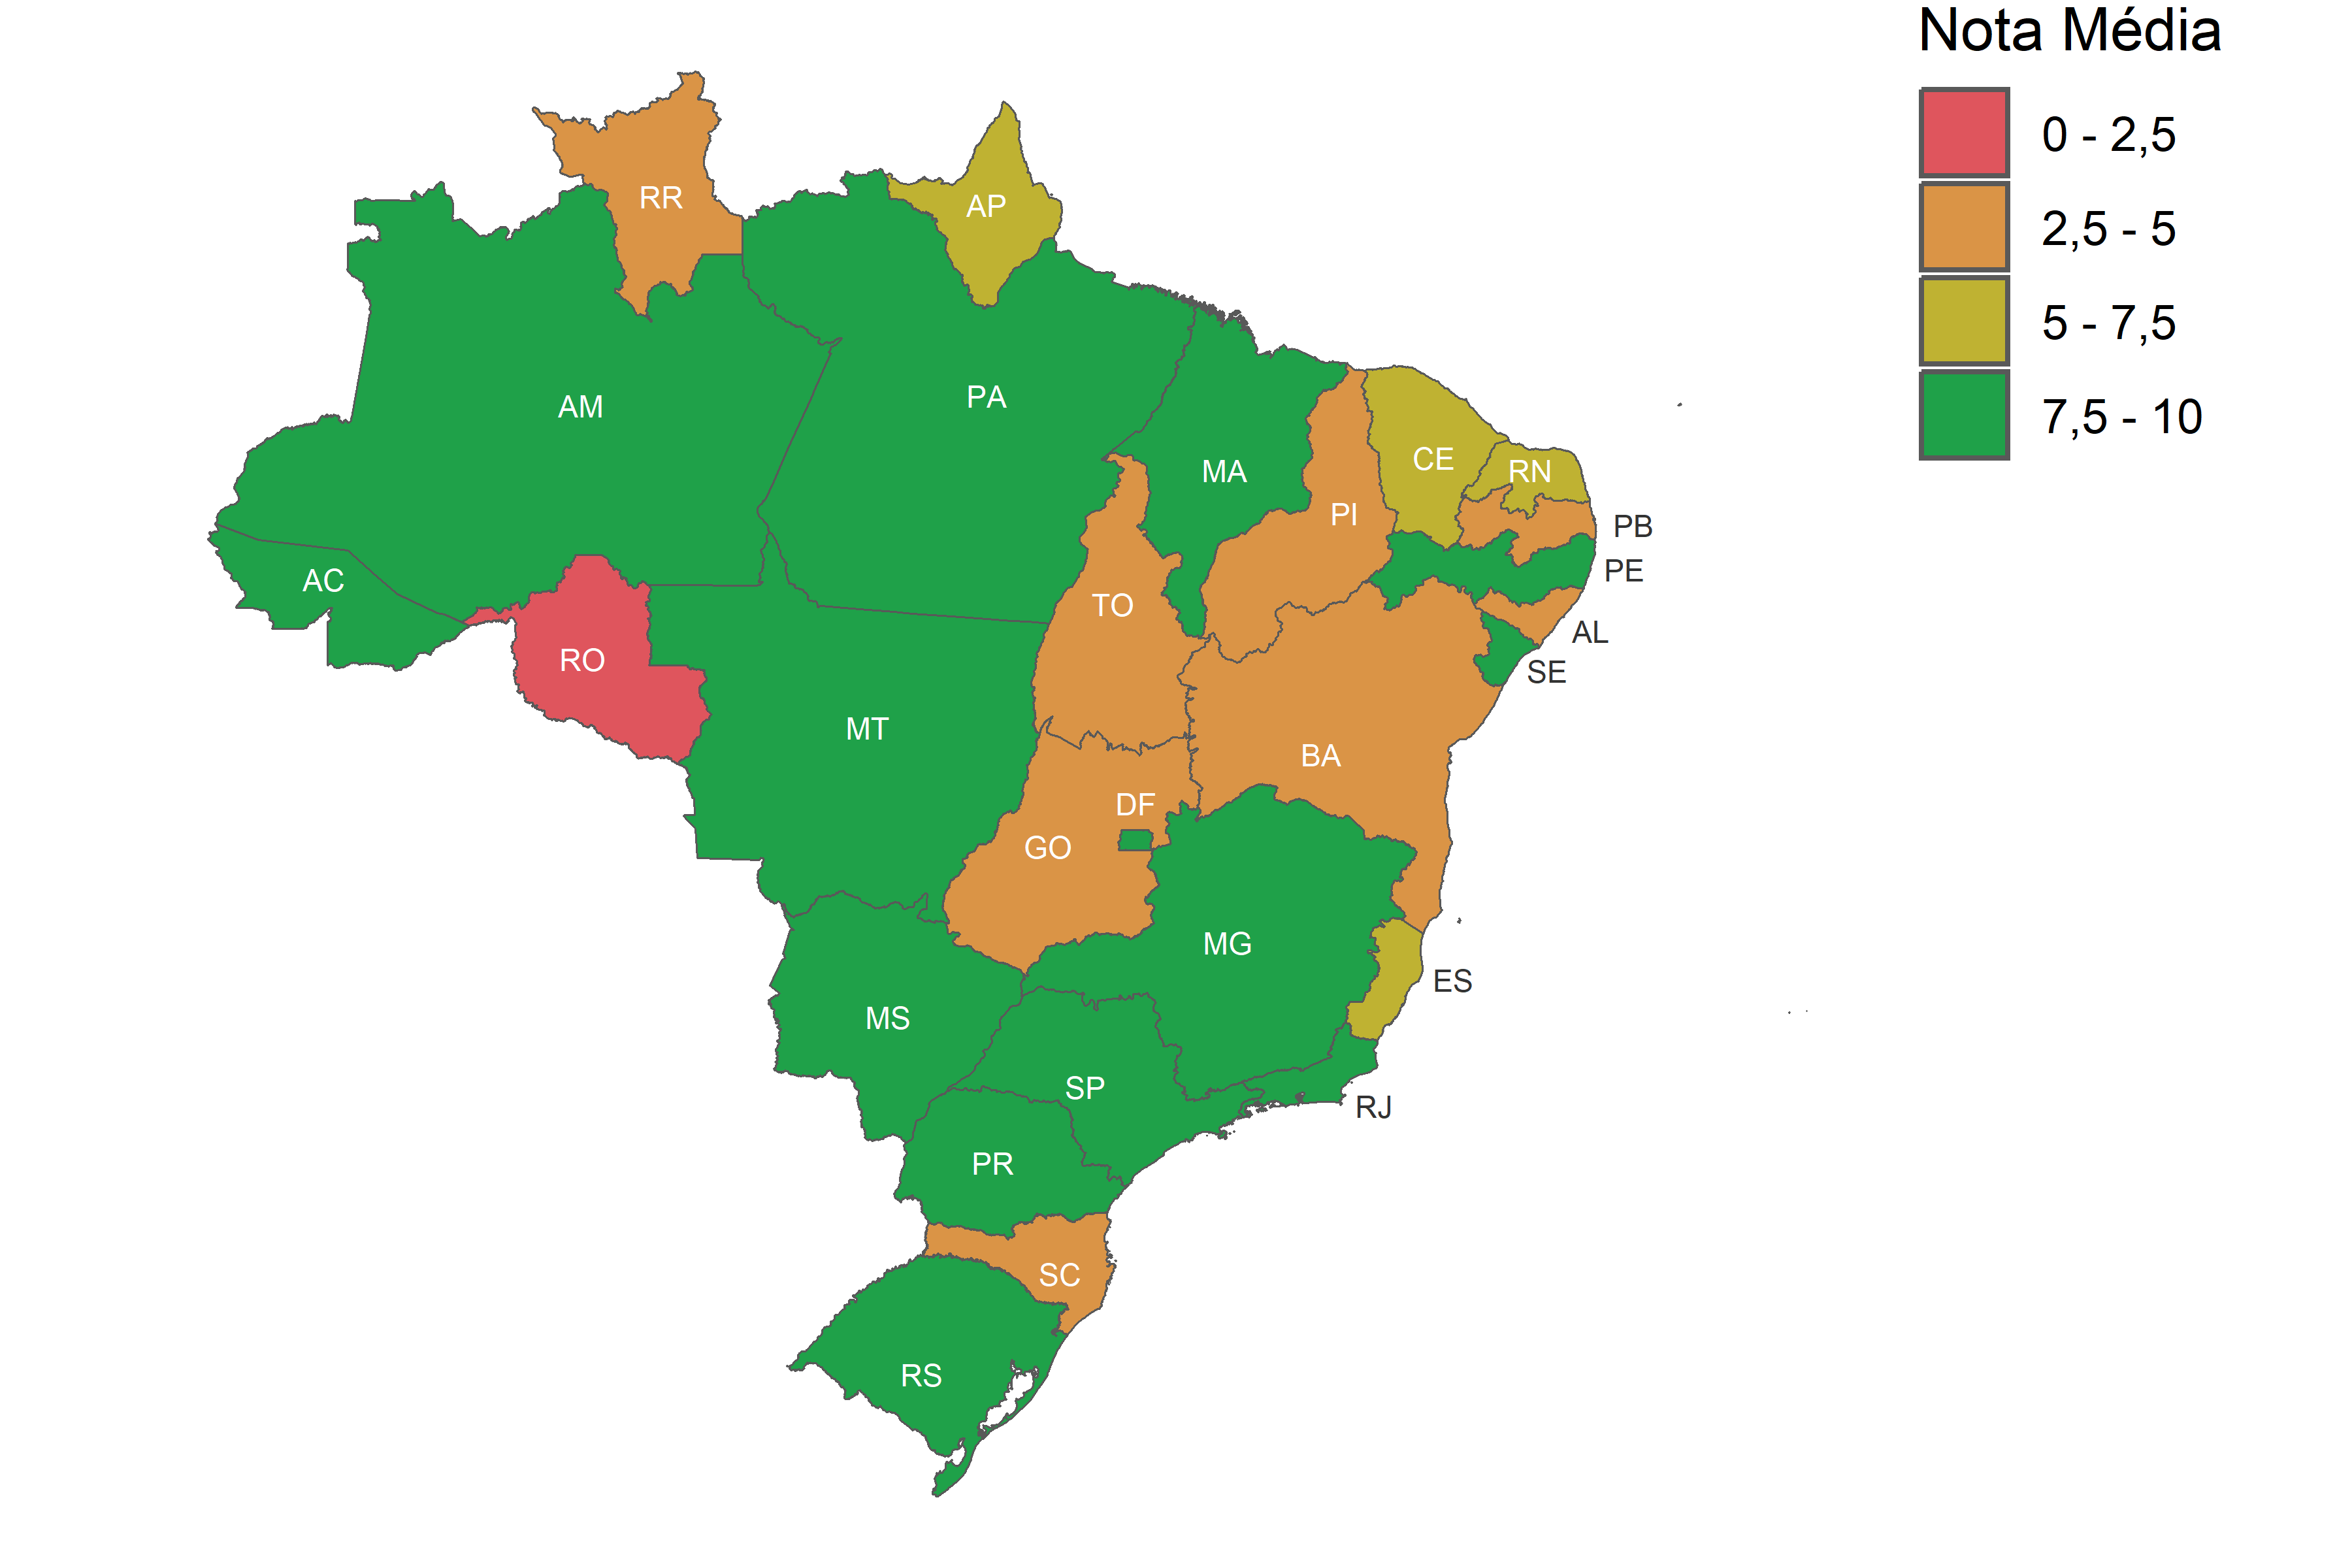 Nota Média
0 - 2,5
2,5 - 5
5 - 7,5
7,5 - 10
RR
AP
AM
PA
MA
CE
RN
PI
PB
PE
AC
TO
AL
RO
SE
MT
BA
DF
GO
MG
ES
MS
SP
RJ
PR
SC
RS